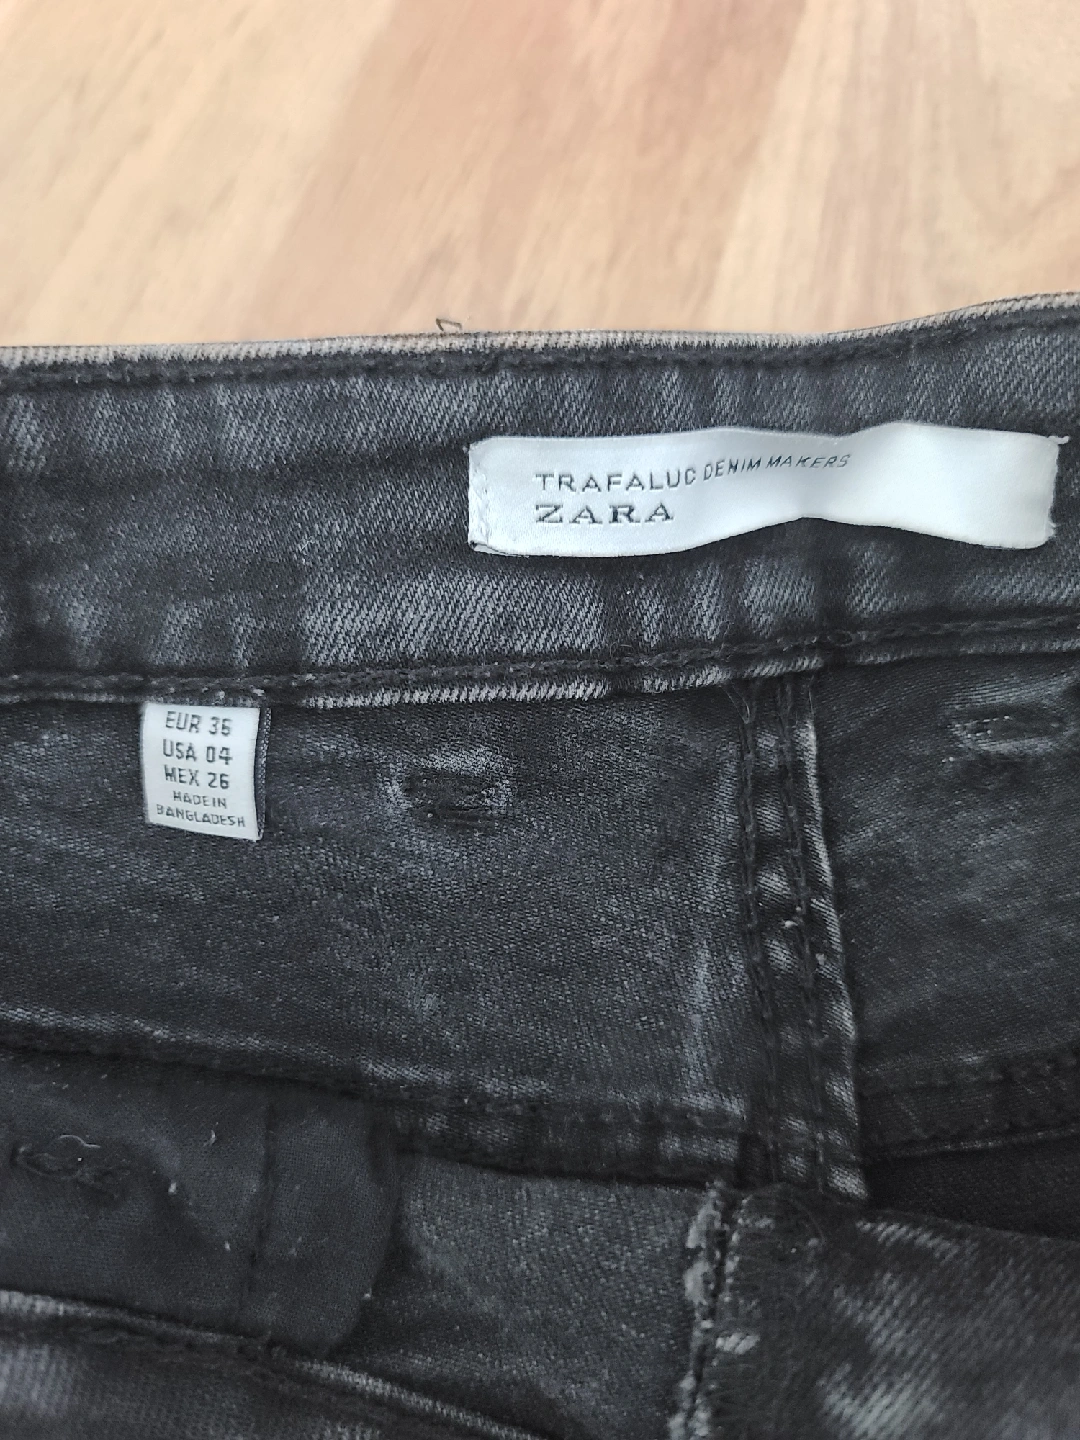 TRAFALUC DENIM MAKERS
ZARA
EUR 36
USA 04
MEX 26
MADE IN
BANGLADESH